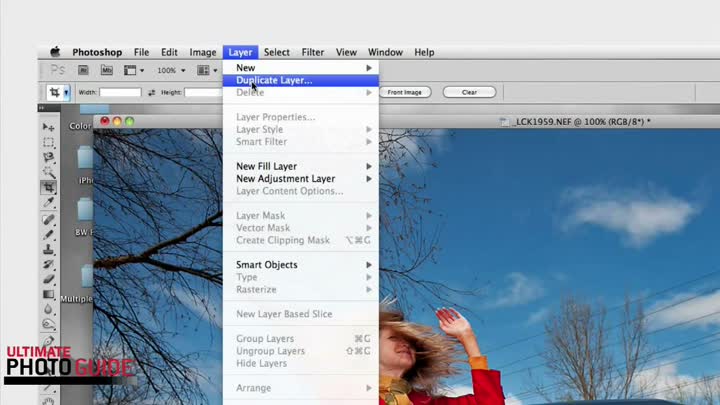 Photoshop File Edit Image Layer Select Filter View Window Help
Ps Br Mb 100%
Width: Height: Front Image Clear
_LCK1959.NEF @ 100% (RGB/8*) *
New
Duplicate Layer...
Delete
Layer Properties...
Layer Style
Smart Filter
New Fill Layer
New Adjustment Layer
Layer Content Options...
Layer Mask
Vector Mask
Create Clipping Mask ⌥⌘G
Smart Objects
Type
Rasterize
New Layer Based Slice
Group Layers ⌘G
Ungroup Layers ⇧⌘G
Hide Layers
Arrange
Color
iPh
BW F
Multiple
ULTIMATE
PHOTO GUIDE